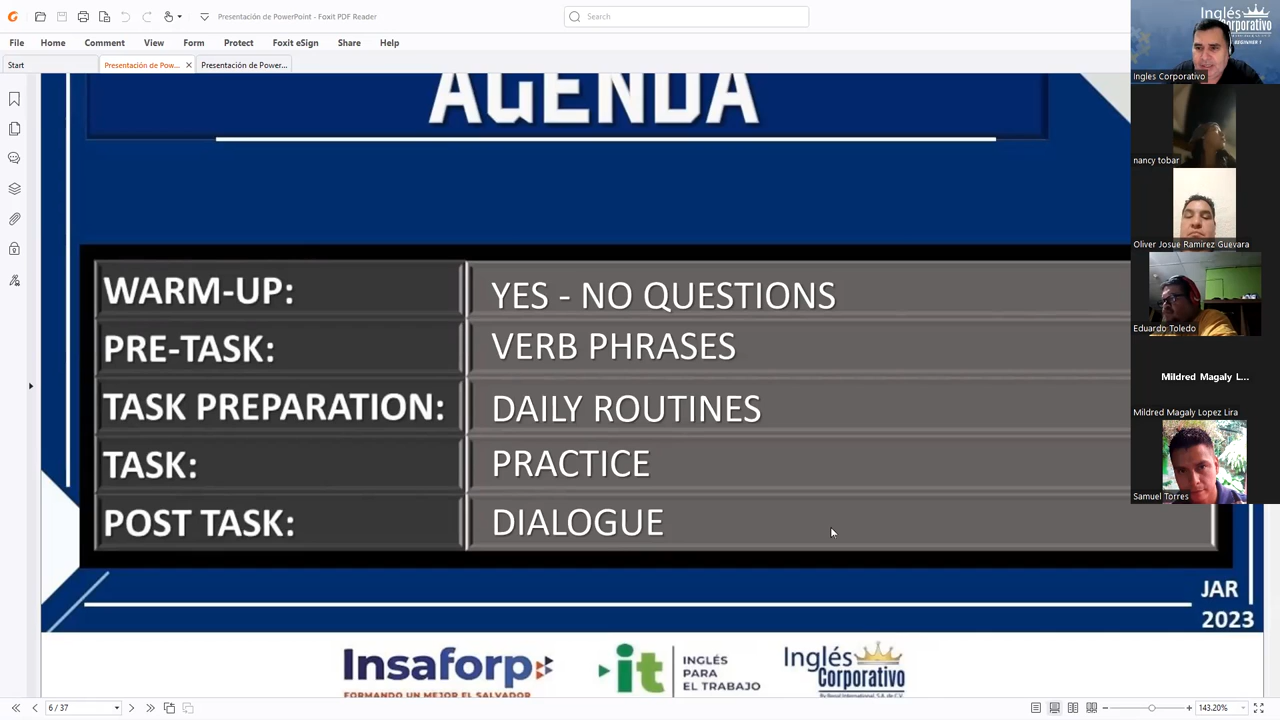 Presentación de PowerPoint - Foxit PDF Reader
Search
File Home Comment View Form Protect Foxit eSign Share Help
Start Presentación de Pow... Presentación de Power...
AGENDA
WARM-UP: YES - NO QUESTIONS
PRE-TASK: VERB PHRASES
TASK PREPARATION: DAILY ROUTINES
TASK: PRACTICE
POST TASK: DIALOGUE
JAR
2023
Insaforp
FORMANDO UN MEJOR EL SALVADOR
it
INGLÉS
PARA
EL TRABAJO
Inglés
Corporativo
6 / 37
143.20%
Inglés
Corporativo
BEGINNER 1
Ingles Corporativo
nancy tobar
Oliver Josue Ramirez Guevara
Eduardo Toledo
Mildred Magaly L...
Mildred Magaly Lopez Lira
Samuel Torres